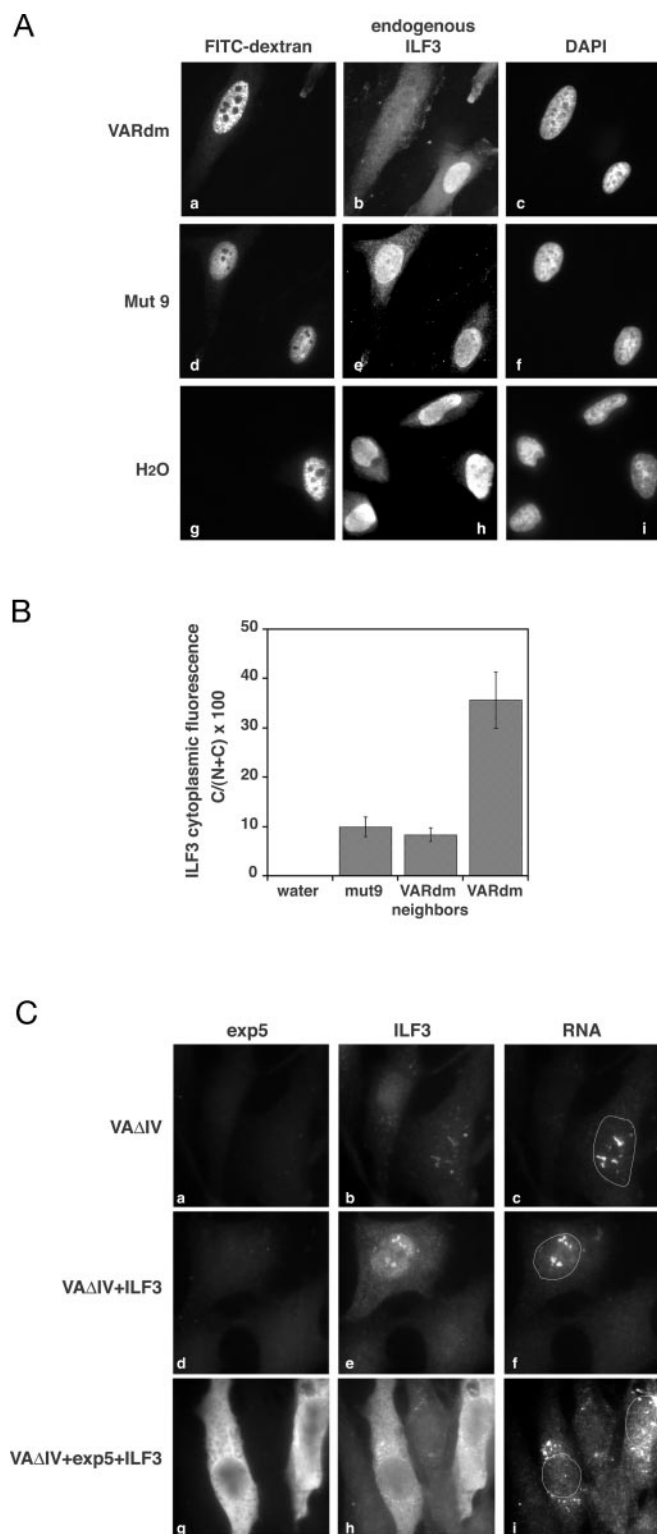 A
FITC-dextran
endogenous
ILF3
DAPI
VARdm
a
b
c
Mut 9
d
e
f
H2O
g
h
i
B
ILF3 cytoplasmic fluorescence
C/(N+C) x 100
50
40
30
20
10
0
water
mut9
VARdm
neighbors
VARdm
C
exp5
ILF3
RNA
VAΔIV
a
b
c
VAΔIV+ILF3
d
e
f
VAΔIV+exp5+ILF3
g
h
i